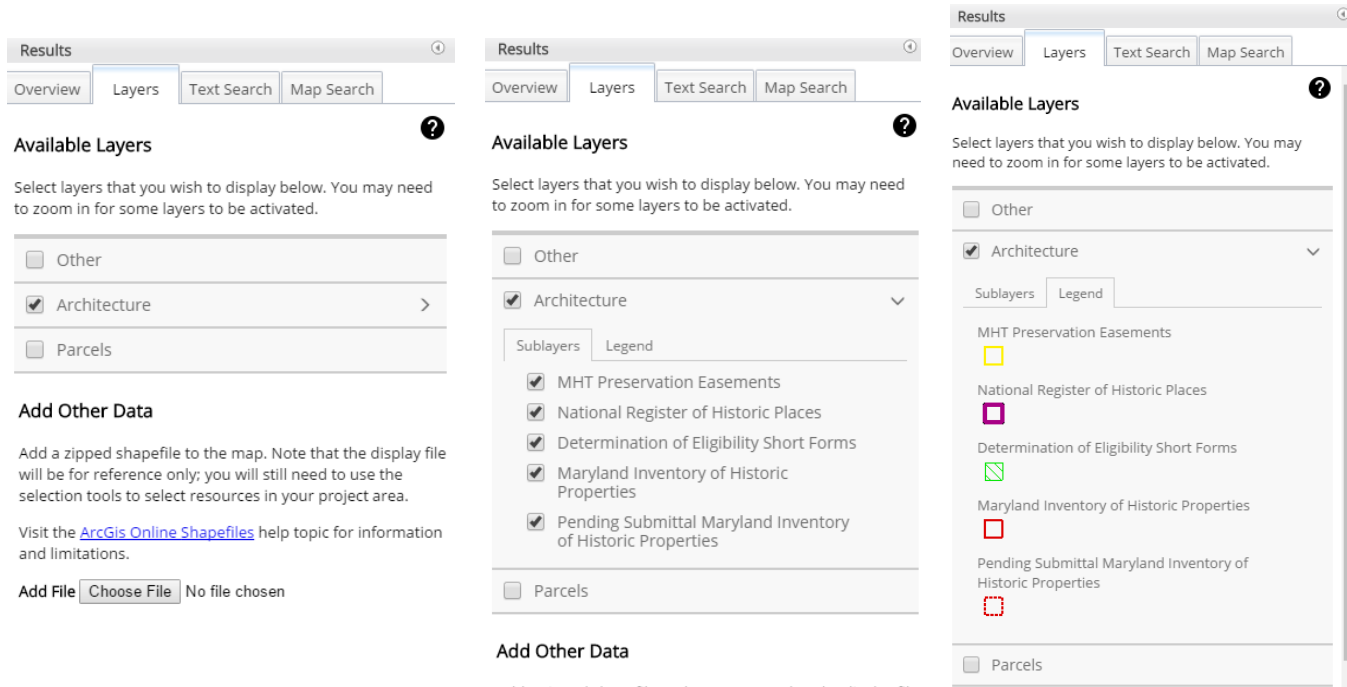 Results
Overview
Layers
Text Search
Map Search
?
Available Layers
Select layers that you wish to display below. You may need
to zoom in for some layers to be activated.
Other
Architecture
Parcels
Add Other Data
Add a zipped shapefile to the map. Note that the display file
will be for reference only; you will still need to use the
selection tools to select resources in your project area.
Visit the ArcGis Online Shapefiles help topic for information
and limitations.
Add File Choose File No file chosen
Results
Overview
Layers
Text Search
Map Search
?
Available Layers
Select layers that you wish to display below. You may need
to zoom in for some layers to be activated.
Other
Architecture
Sublayers
Legend
MHT Preservation Easements
National Register of Historic Places
Determination of Eligibility Short Forms
Maryland Inventory of Historic
Properties
Pending Submittal Maryland Inventory
of Historic Properties
Parcels
Add Other Data
Results
Overview
Layers
Text Search
Map Search
?
Available Layers
Select layers that you wish to display below. You may
need to zoom in for some layers to be activated.
Other
Architecture
Sublayers
Legend
MHT Preservation Easements
National Register of Historic Places
Determination of Eligibility Short Forms
Maryland Inventory of Historic Properties
Pending Submittal Maryland Inventory of
Historic Properties
Parcels